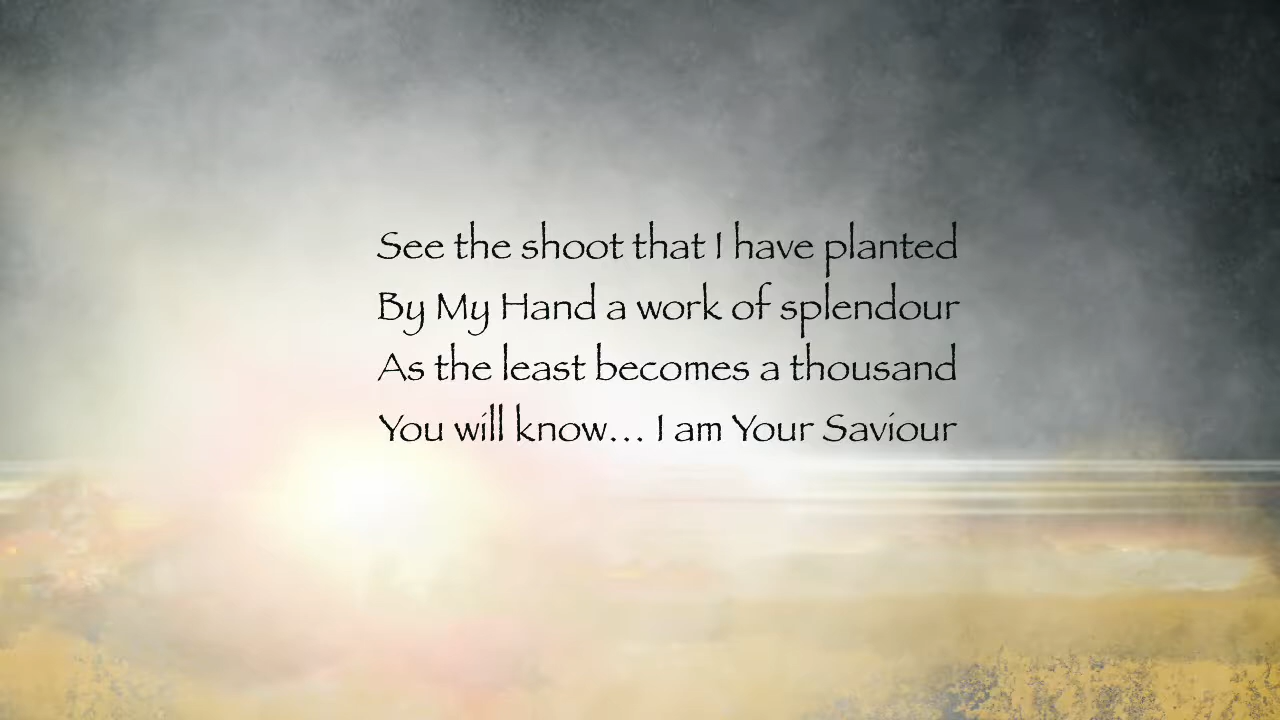 See the shoot that I have planted
By My Hand a work of splendour
As the least becomes a thousand
You will know... I am Your Saviour